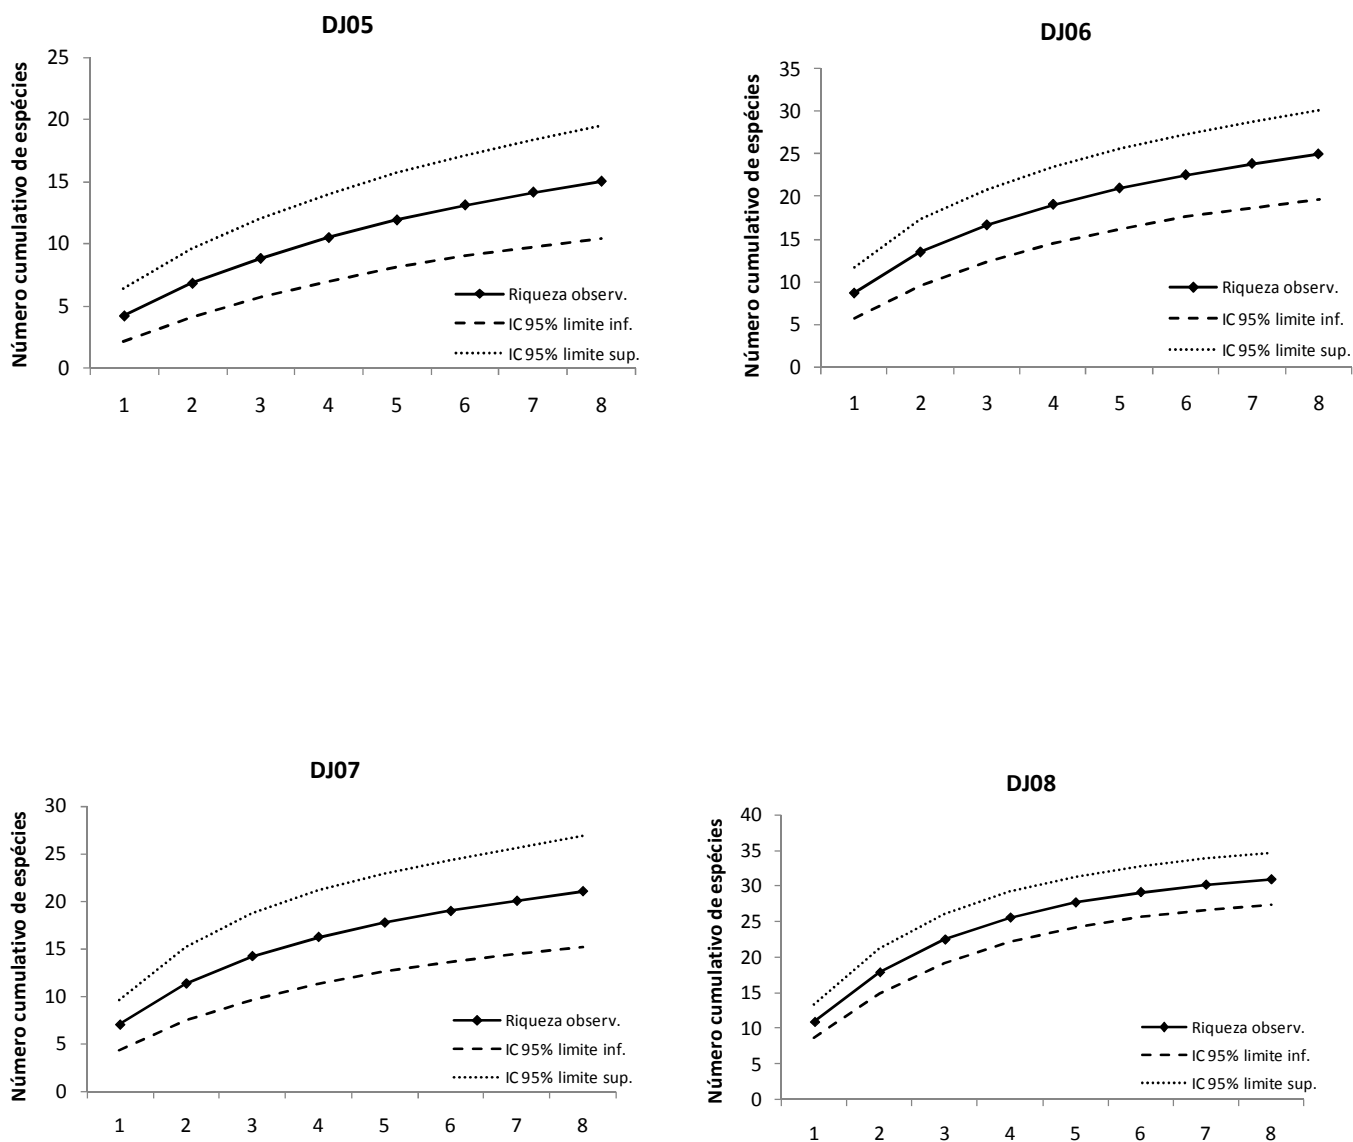 DJ05
Número cumulativo de espécies
25
20
15
10
5
0
Riqueza observ.
IC 95% limite inf.
IC 95% limite sup.
1 2 3 4 5 6 7 8
DJ06
Número cumulativo de espécies
35
30
25
20
15
10
5
0
Riqueza observ.
IC 95% limite inf.
IC 95% limite sup.
1 2 3 4 5 6 7 8
DJ07
Número cumulativo de espécies
30
25
20
15
10
5
0
Riqueza observ.
IC 95% limite inf.
IC 95% limite sup.
1 2 3 4 5 6 7 8
DJ08
Número cumulativo de espécies
40
35
30
25
20
15
10
5
0
Riqueza observ.
IC 95% limite inf.
IC 95% limite sup.
1 2 3 4 5 6 7 8